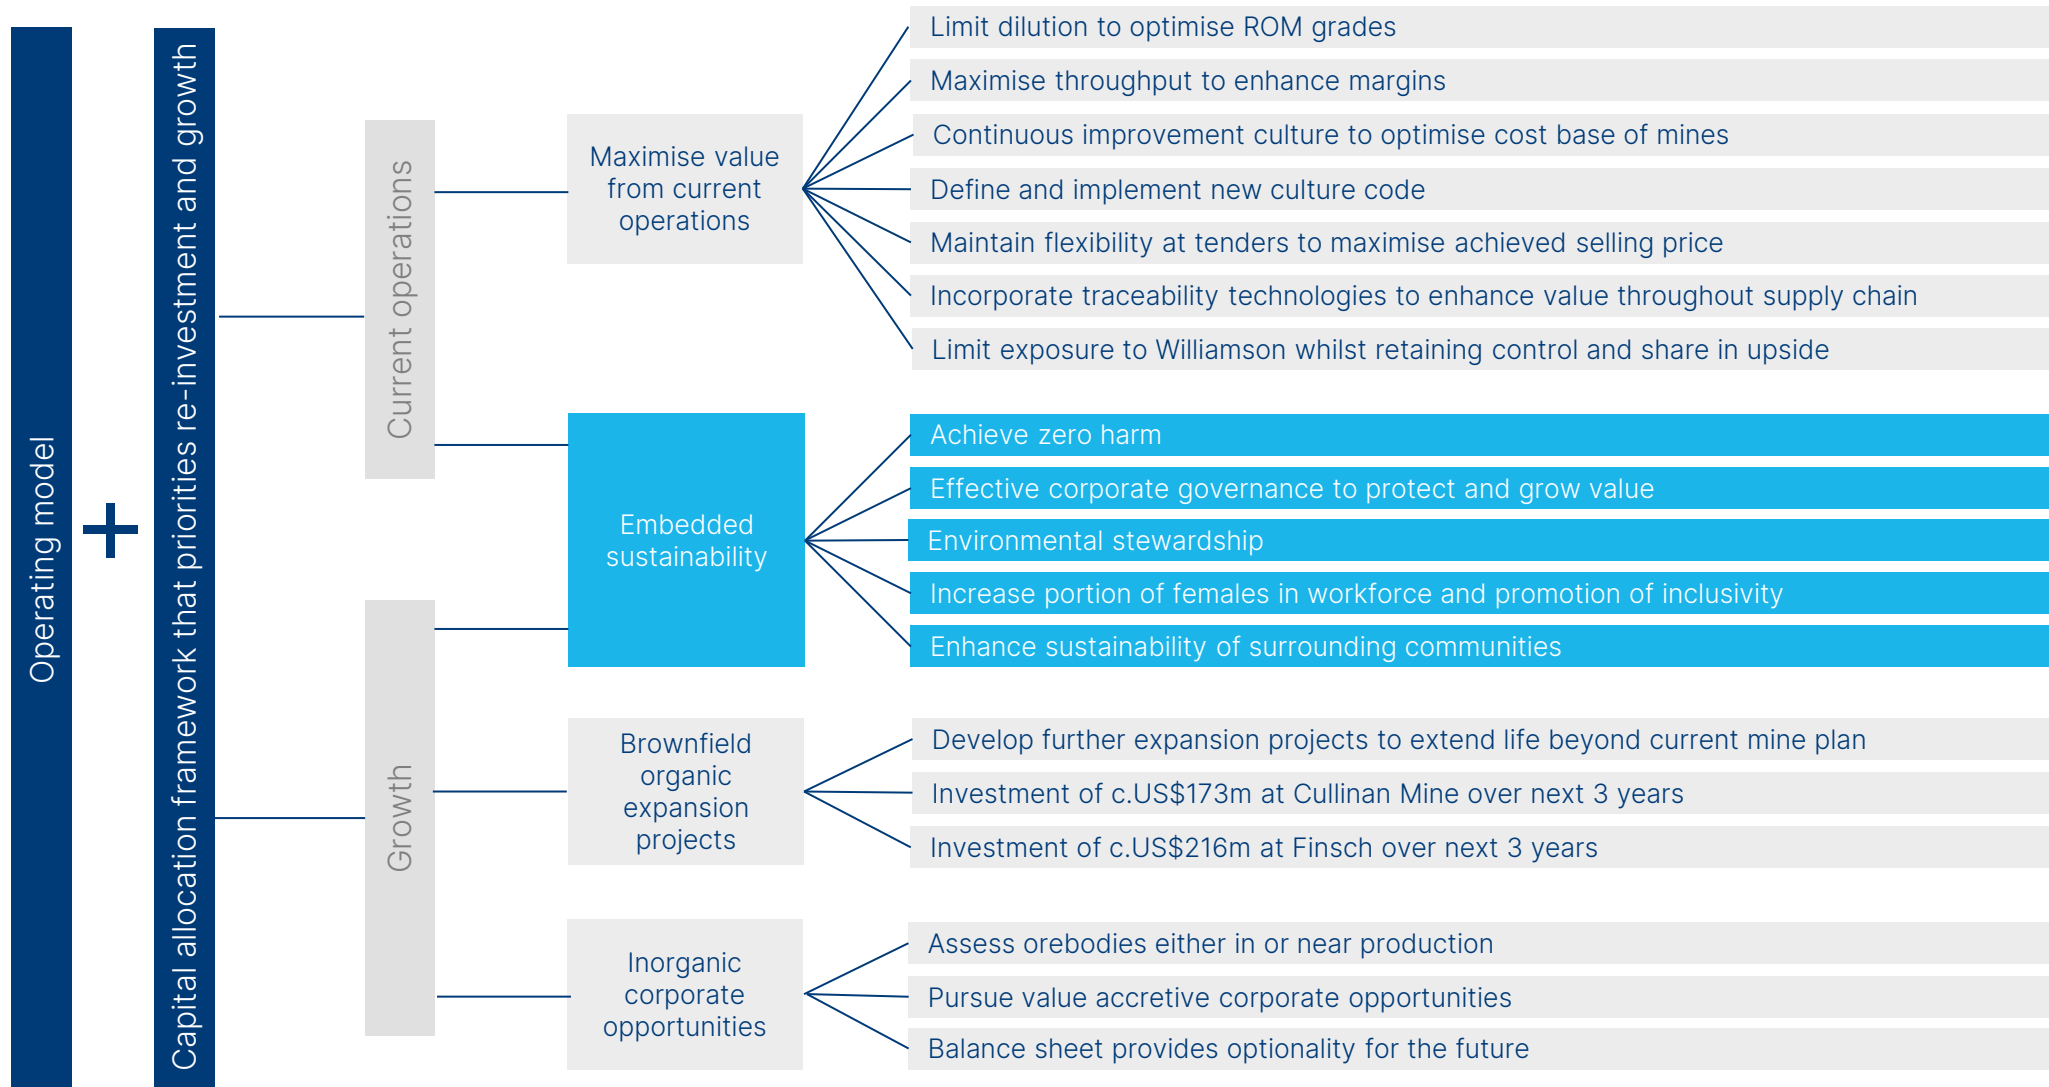 Operating model
+
Capital allocation framework that priorities re-investment and growth
Current operations
Maximise value
from current
operations
Limit dilution to optimise ROM grades
Maximise throughput to enhance margins
Continuous improvement culture to optimise cost base of mines
Define and implement new culture code
Maintain flexibility at tenders to maximise achieved selling price
Incorporate traceability technologies to enhance value throughout supply chain
Limit exposure to Williamson whilst retaining control and share in upside
Embedded
sustainability
Achieve zero harm
Effective corporate governance to protect and grow value
Environmental stewardship
Increase portion of females in workforce and promotion of inclusivity
Enhance sustainability of surrounding communities
Growth
Brownfield
organic
expansion
projects
Develop further expansion projects to extend life beyond current mine plan
Investment of c.US$173m at Cullinan Mine over next 3 years
Investment of c.US$216m at Finsch over next 3 years
Inorganic
corporate
opportunities
Assess orebodies either in or near production
Pursue value accretive corporate opportunities
Balance sheet provides optionality for the future